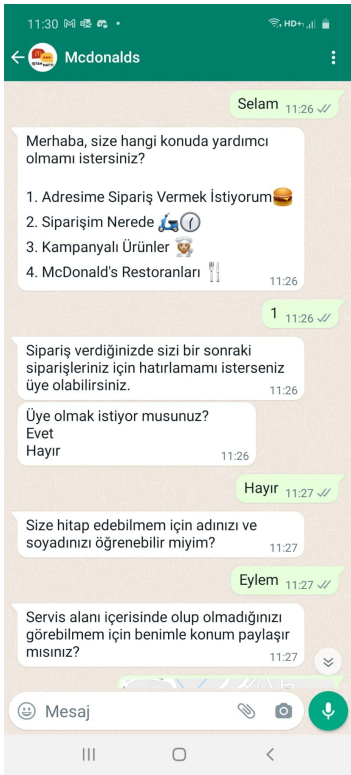 11:30
HD+
Mcdonalds
Selam 11:26
Merhaba, size hangi konuda yardımcı
olmamı istersiniz?
1. Adresime Sipariş Vermek İstiyorum
2. Siparişim Nerede
3. Kampanyalı Ürünler
4. McDonald's Restoranları
11:26
1 11:26
Sipariş verdiğinizde sizi bir sonraki
siparişleriniz için hatırlamamı isterseniz
üye olabilirsiniz.
11:26
Üye olmak istiyor musunuz?
Evet
Hayır
11:26
Hayır 11:27
Size hitap edebilmem için adınızı ve
soyadınızı öğrenebilir miyim?
11:27
Eylem 11:27
Servis alanı içerisinde olup olmadığınızı
görebilmem için benimle konum paylaşır
mısınız?
11:27
Mesaj